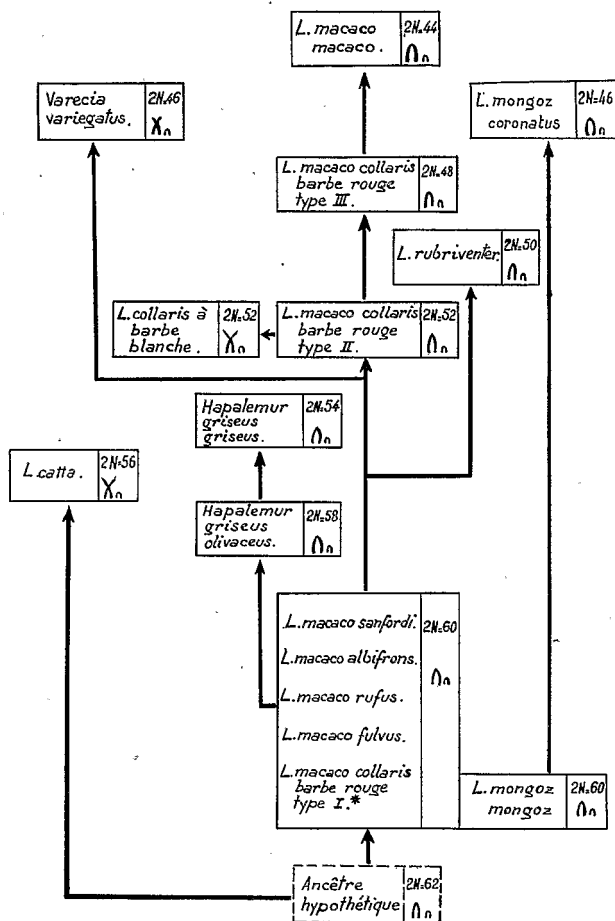 L. macaco
macaco.
2N=44
Varecia
variegatus.
2N=46
L. mongoz
coronatus
2N=46
L. macaco collaris
barbe rouge
type III.
2N=48
L. rubriventer.
2N=50
L. collaris à
barbe
blanche.
2N=52
L. macaco collaris
barbe rouge
type II.
2N=52
Hapalemur
griseus
griseus.
2N=54
L. catta.
2N=56
Hapalemur
griseus
olivaceus.
2N=58
L. macaco sanfordi.
2N=60
L. macaco albifrons.
L. macaco rufus.
L. macaco fulvus.
L. macaco collaris
barbe rouge
type I.*
L. mongoz
mongoz
2N=60
Ancêtre
hypothétique
2N=62